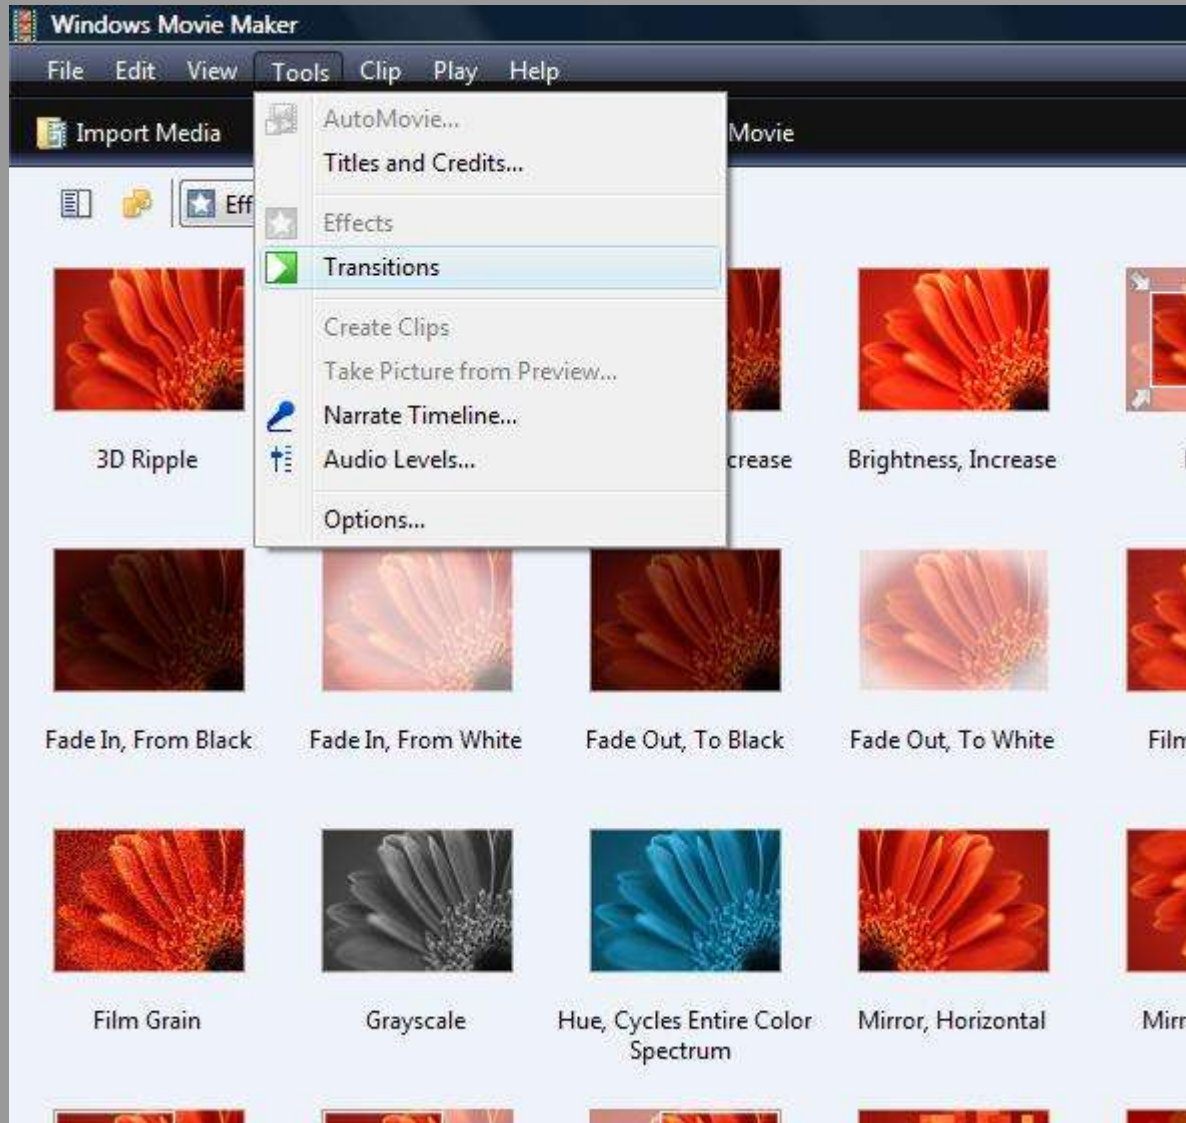 Windows Movie Maker
File Edit View Tools Clip Play Help
Import Media
Movie
AutoMovie...
Titles and Credits...
Eff
Effects
Transitions
Create Clips
Take Picture from Preview...
Narrate Timeline...
Audio Levels...
Options...
3D Ripple
crease
Brightness, Increase
Fade In, From Black
Fade In, From White
Fade Out, To Black
Fade Out, To White
Film
Film Grain
Grayscale
Hue, Cycles Entire Color
Spectrum
Mirror, Horizontal
Mirr